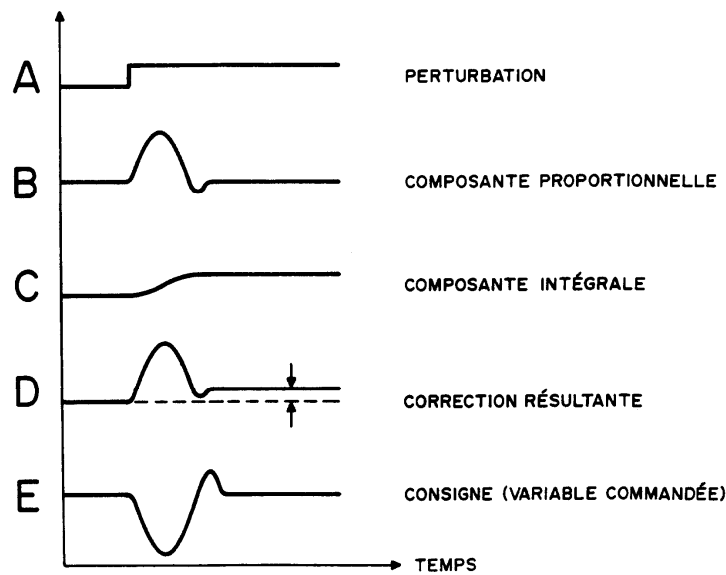 A PERTURBATION
B COMPOSANTE PROPORTIONNELLE
C COMPOSANTE INTÉGRALE
D CORRECTION RÉSULTANTE
E CONSIGNE (VARIABLE COMMANDÉE)
TEMPS